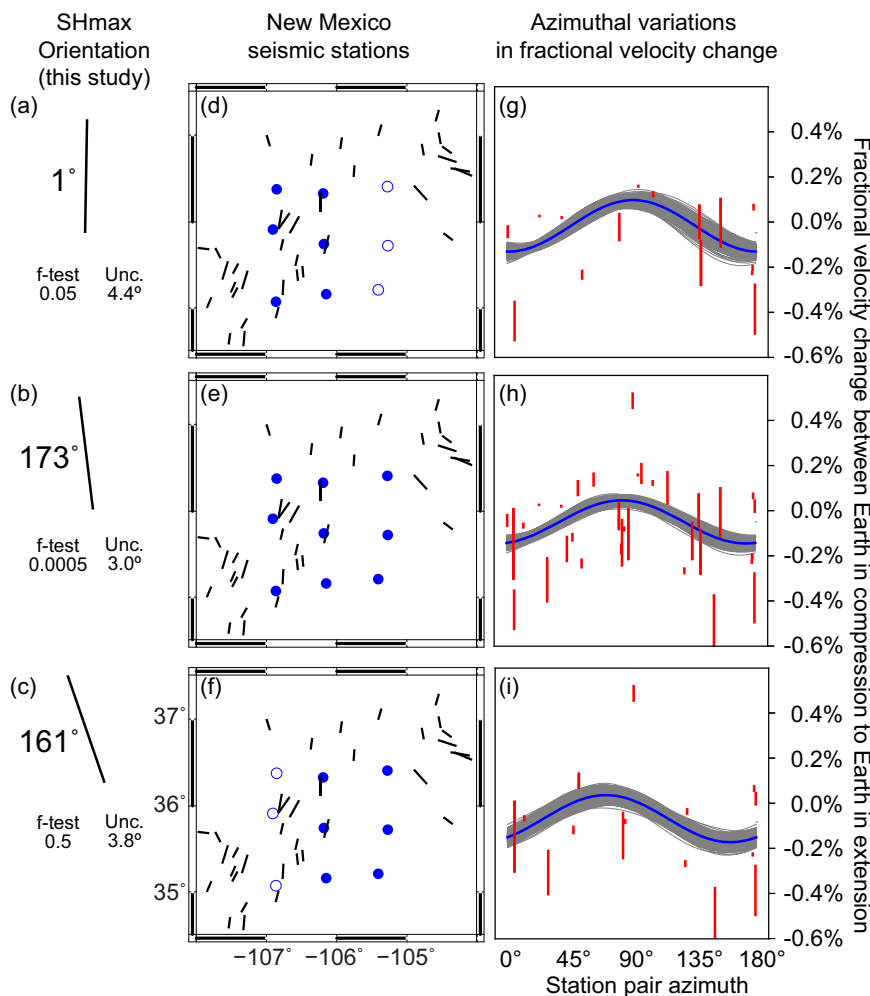 SHmax
Orientation
(this study)
New Mexico
seismic stations
Azimuthal variations
in fractional velocity change
(a)
1°
f-test
0.05
Unc.
4.4º
(d)
(g)
0.4%
0.2%
0.0%
-0.2%
-0.4%
-0.6%
(b)
173°
f-test
0.0005
Unc.
3.0º
(e)
(h)
0.4%
0.2%
0.0%
-0.2%
-0.4%
-0.6%
(c)
161°
f-test
0.5
Unc.
3.8º
(f)
37°
36°
35°
−107°
−106°
−105°
(i)
0.4%
0.2%
0.0%
-0.2%
-0.4%
-0.6%
0°
45°
90°
135°
180°
Station pair azimuth
Fractional velocity change between Earth in compression to Earth in extension